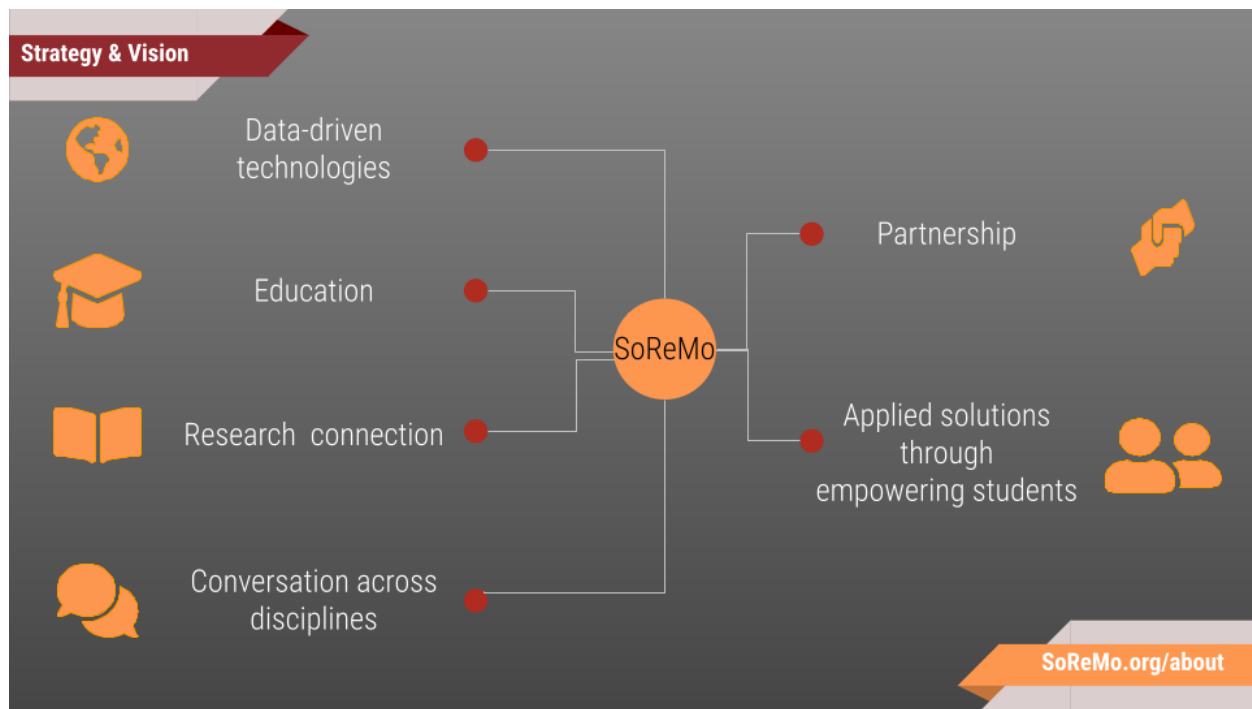 Strategy & Vision
Data-driven
technologies
Education
Research connection
Conversation across
disciplines
SoReMo
Partnership
Applied solutions
through
empowering students
SoReMo.org/about